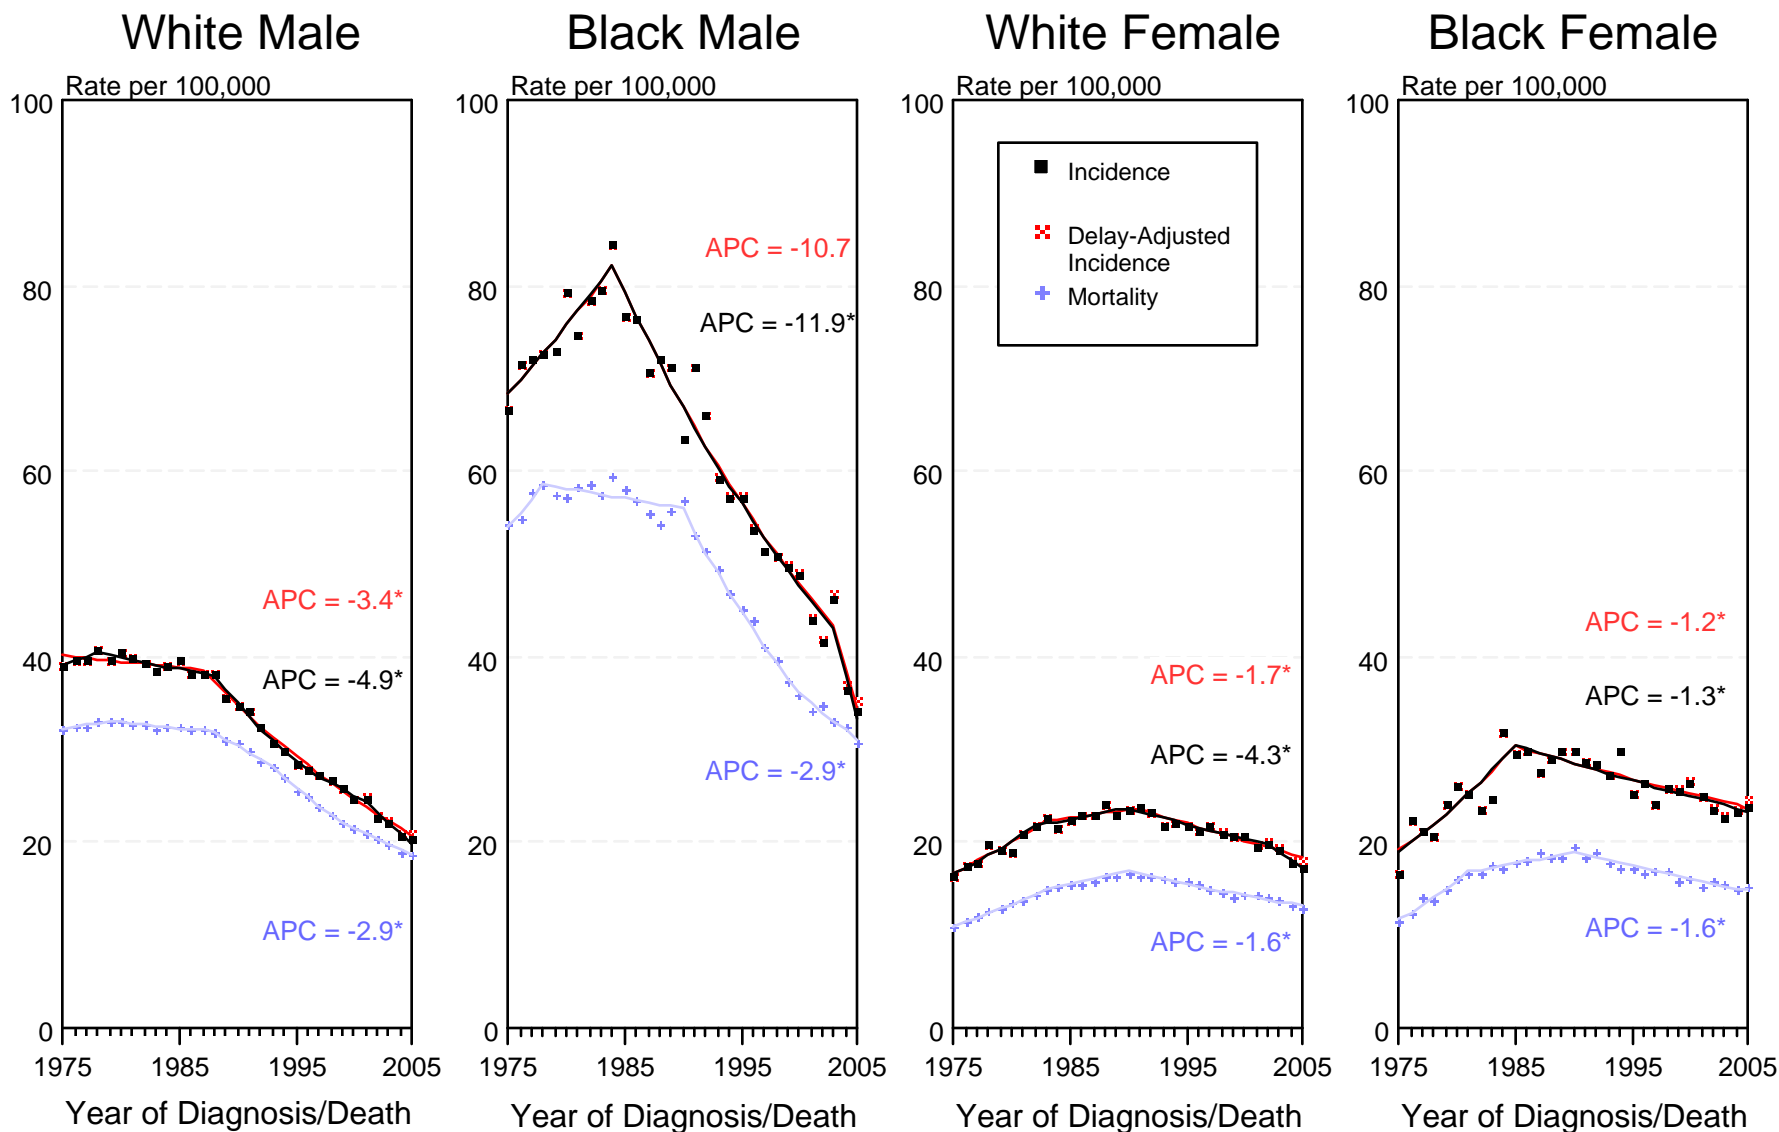 White Male
Rate per 100,000
100
80
60
40
20
0
APC = -3.4*
APC = -4.9*
APC = -2.9*
1975 1985 1995 2005
Year of Diagnosis/Death
Black Male
Rate per 100,000
100
80
60
40
20
0
APC = -10.7
APC = -11.9*
APC = -2.9*
1975 1985 1995 2005
Year of Diagnosis/Death
White Female
Rate per 100,000
100
80
60
40
20
0
Incidence
Delay-Adjusted
Incidence
Mortality
APC = -1.7*
APC = -4.3*
APC = -1.6*
1975 1985 1995 2005
Year of Diagnosis/Death
Black Female
Rate per 100,000
100
80
60
40
20
0
APC = -1.2*
APC = -1.3*
APC = -1.6*
1975 1985 1995 2005
Year of Diagnosis/Death